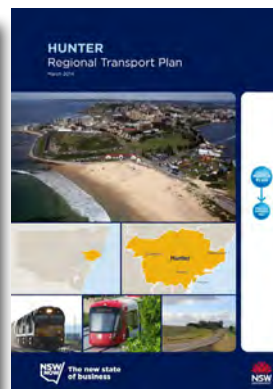 HUNTER
Regional Transport Plan
March 2014
Hunter
NSW
NOW
The new state
of business
NSW